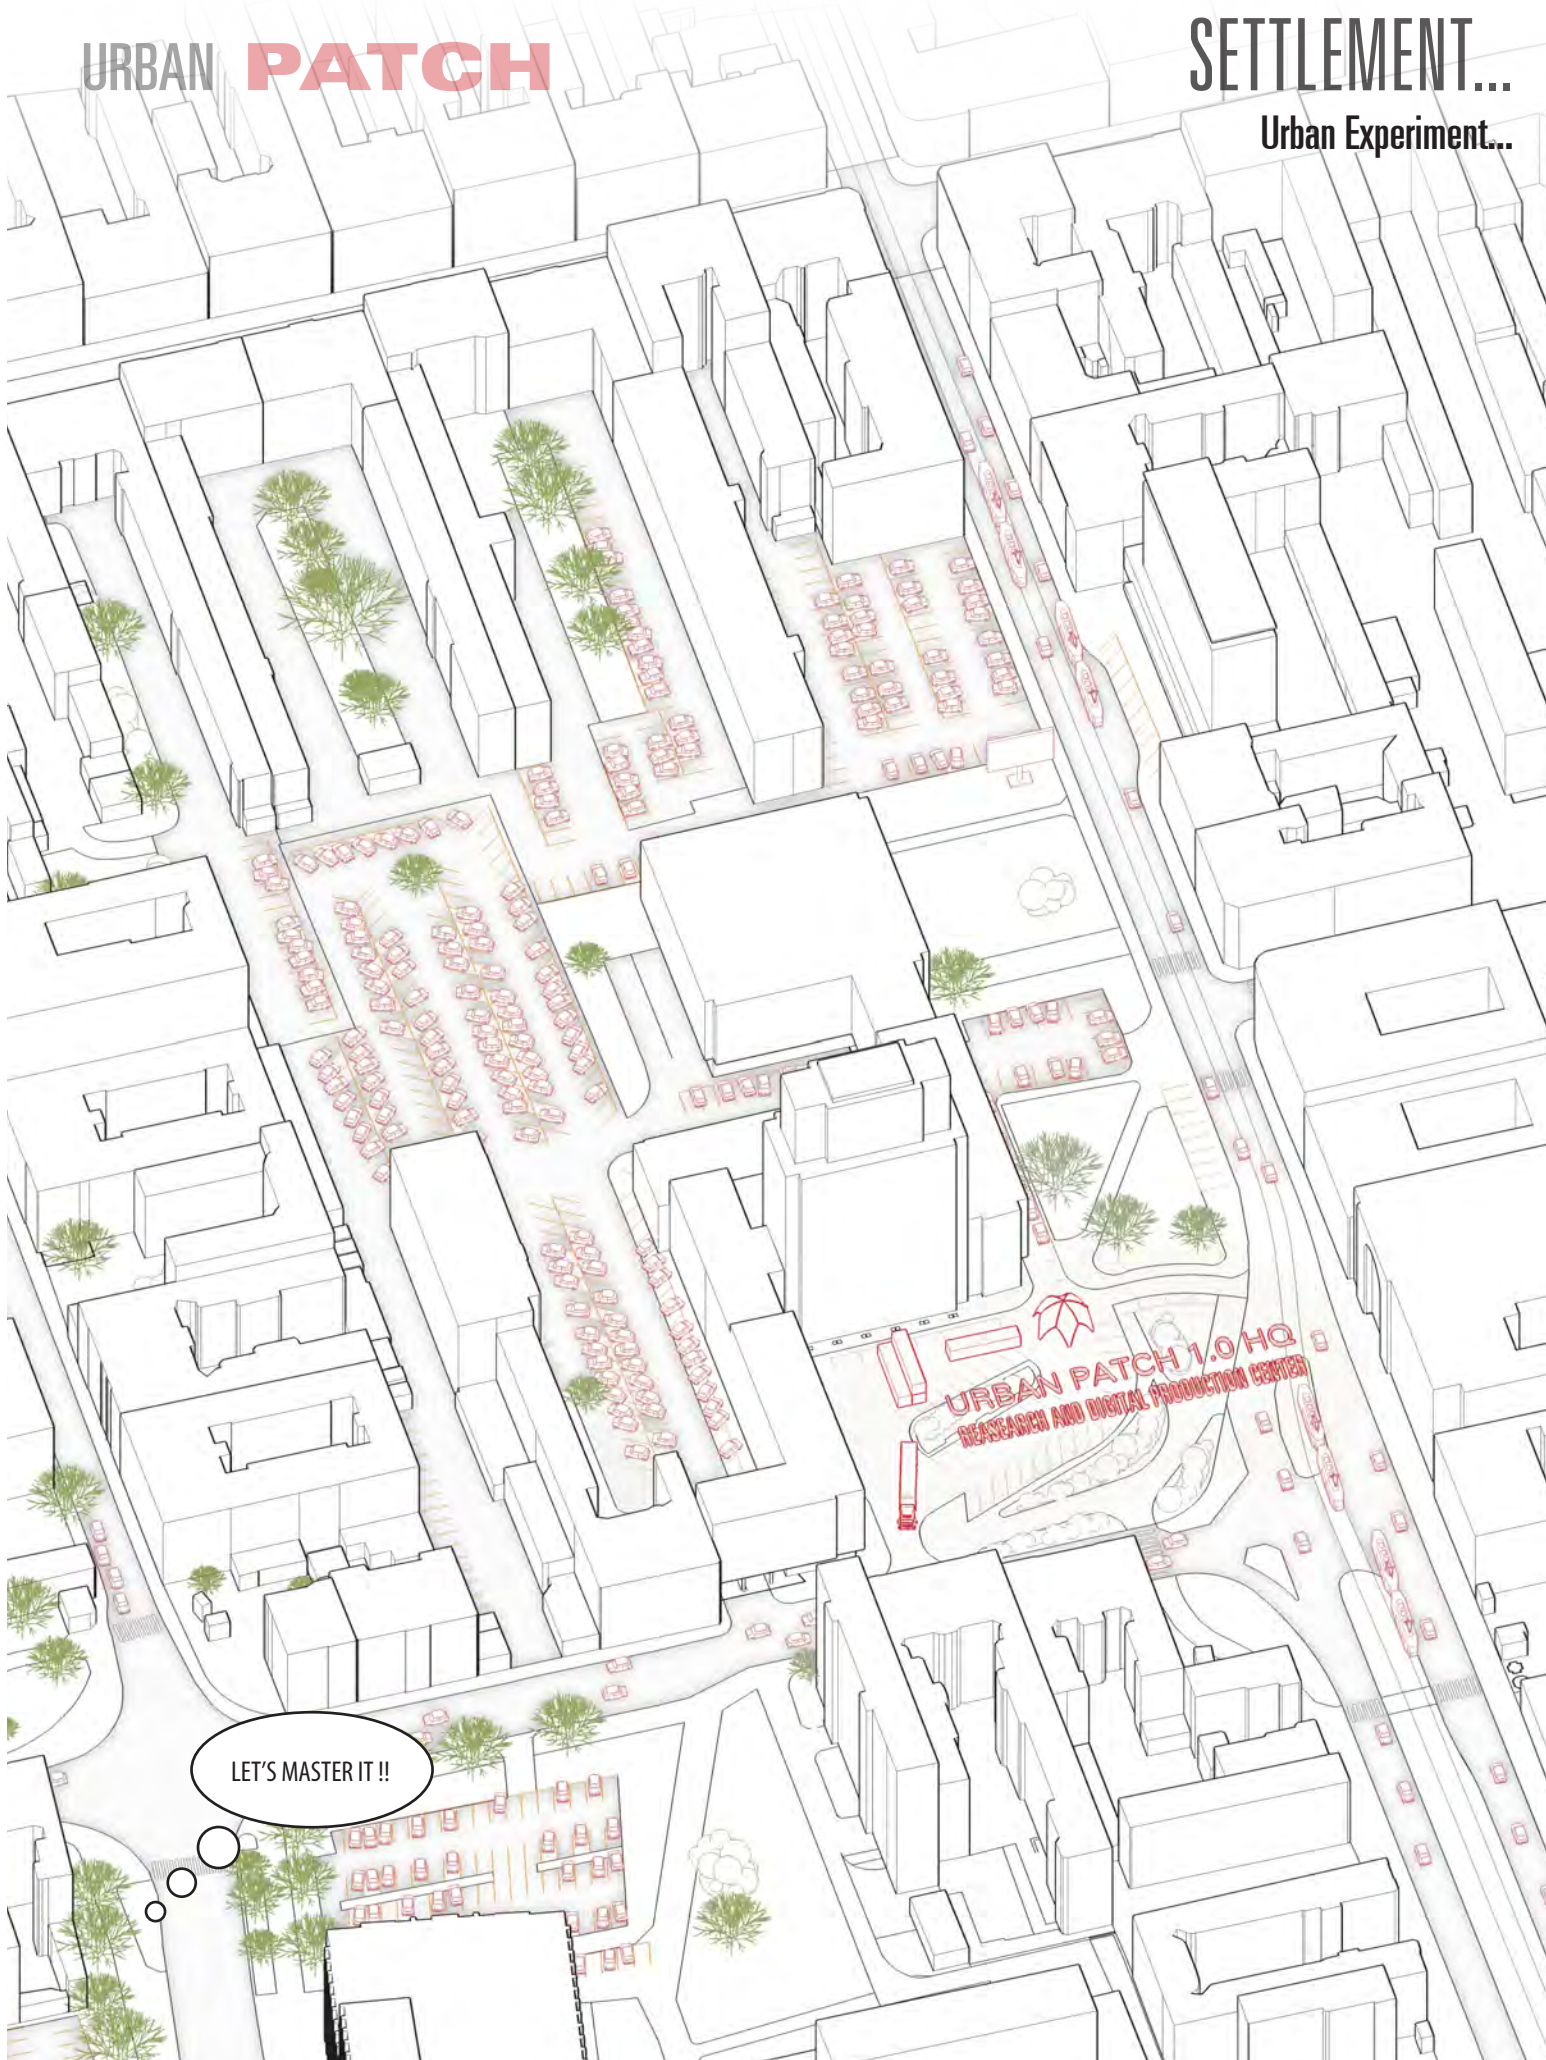 URBAN PATCH
SETTLEMENT...
Urban Experiment...
URBAN PATCH 1.0 HQ
REASEARCH AND DIGITAL PRODUCTION CENTER
LET'S MASTER IT !!